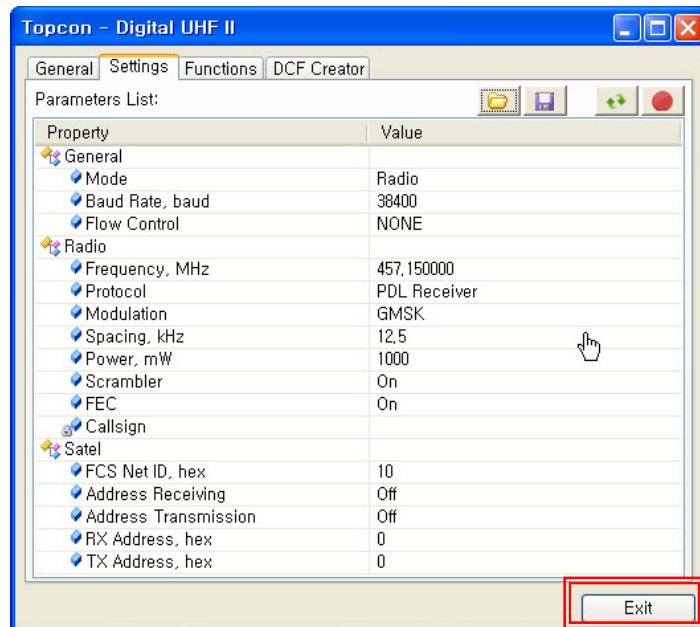 Topcon - Digital UHF II
General Settings Functions DCF Creator
Parameters List:
Property Value
General
Mode Radio
Baud Rate, baud 38400
Flow Control NONE
Radio
Frequency, MHz 457,150000
Protocol PDL Receiver
Modulation GMSK
Spacing, kHz 12,5
Power, mW 1000
Scrambler On
FEC On
Callsign
Satel
FCS Net ID, hex 10
Address Receiving Off
Address Transmission Off
RX Address, hex 0
TX Address, hex 0
Exit